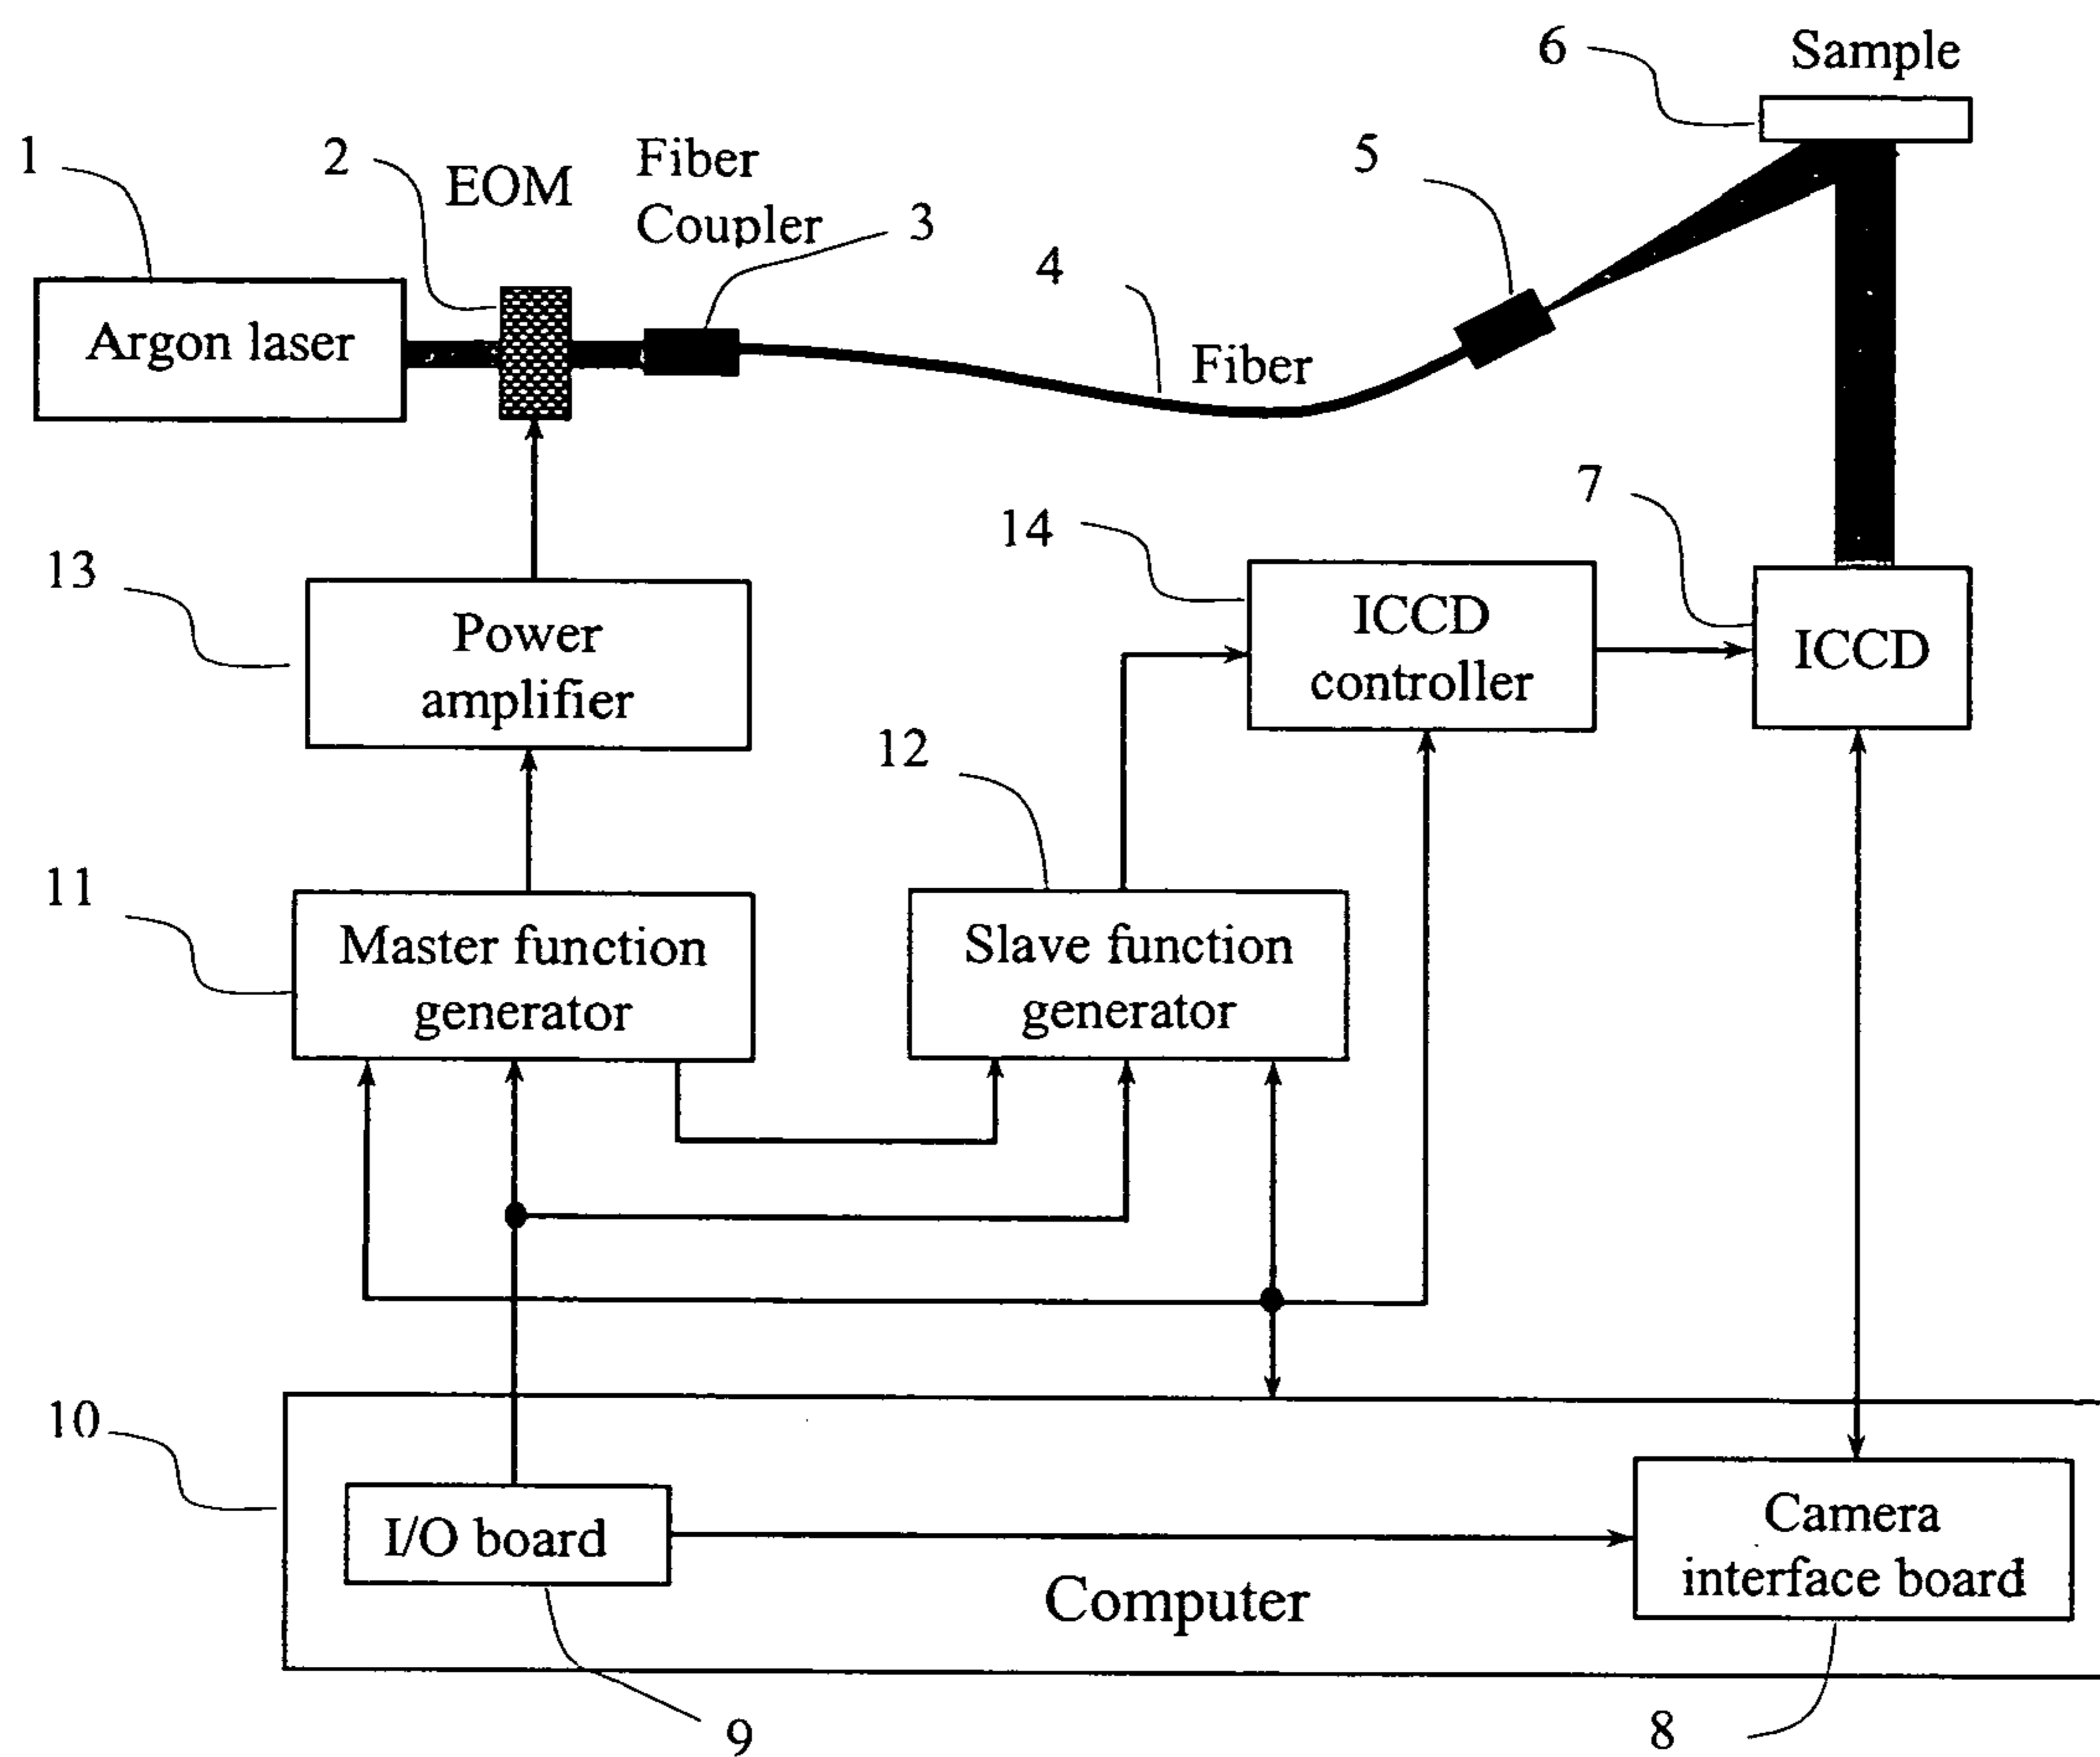 6
Sample
1
2
EOM
Fiber
Coupler
3
4
5
Argon laser
Fiber
7
13
14
Power
amplifier
ICCD
controller
ICCD
12
11
Master function
generator
Slave function
generator
10
I/O board
Computer
Camera
interface board
9
8